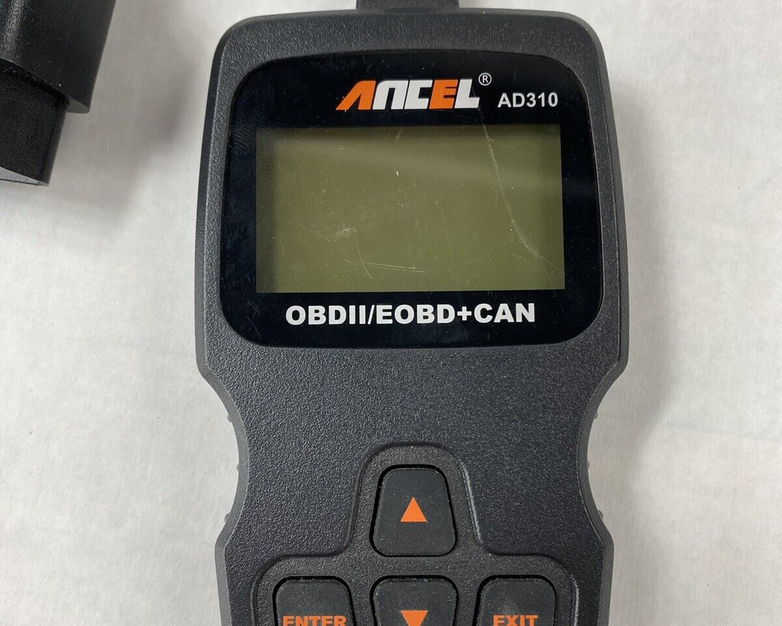 ANCEL® AD310
OBDII/EOBD+CAN
ENTER
EXIT